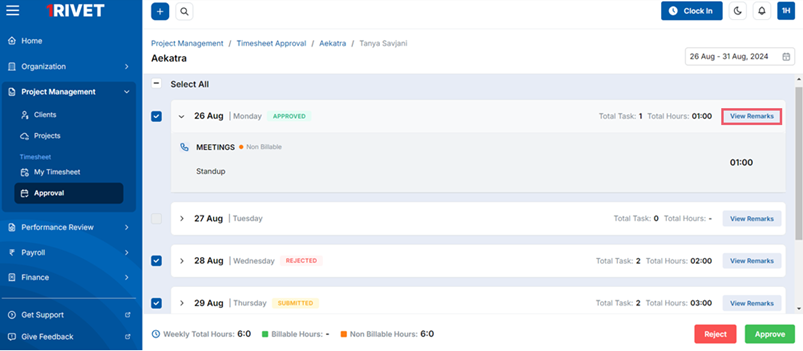 1RIVET
Clock In
1H
Home
Organization
Project Management
Clients
Projects
Timesheet
My Timesheet
Approval
Performance Review
Payroll
Finance
Get Support
Give Feedback
Project Management / Timesheet Approval / Aekatra / Tanya Savjani
Aekatra
26 Aug - 31 Aug, 2024
Select All
26 Aug | Monday APPROVED Total Task: 1 Total Hours: 01:00 View Remarks
MEETINGS Non Billable
Standup
01:00
27 Aug | Tuesday Total Task: 0 Total Hours: - View Remarks
28 Aug | Wednesday REJECTED Total Task: 2 Total Hours: 02:00 View Remarks
29 Aug | Thursday SUBMITTED Total Task: 2 Total Hours: 03:00 View Remarks
Weekly Total Hours: 6:0 Billable Hours: - Non Billable Hours: 6:0
Reject
Approve